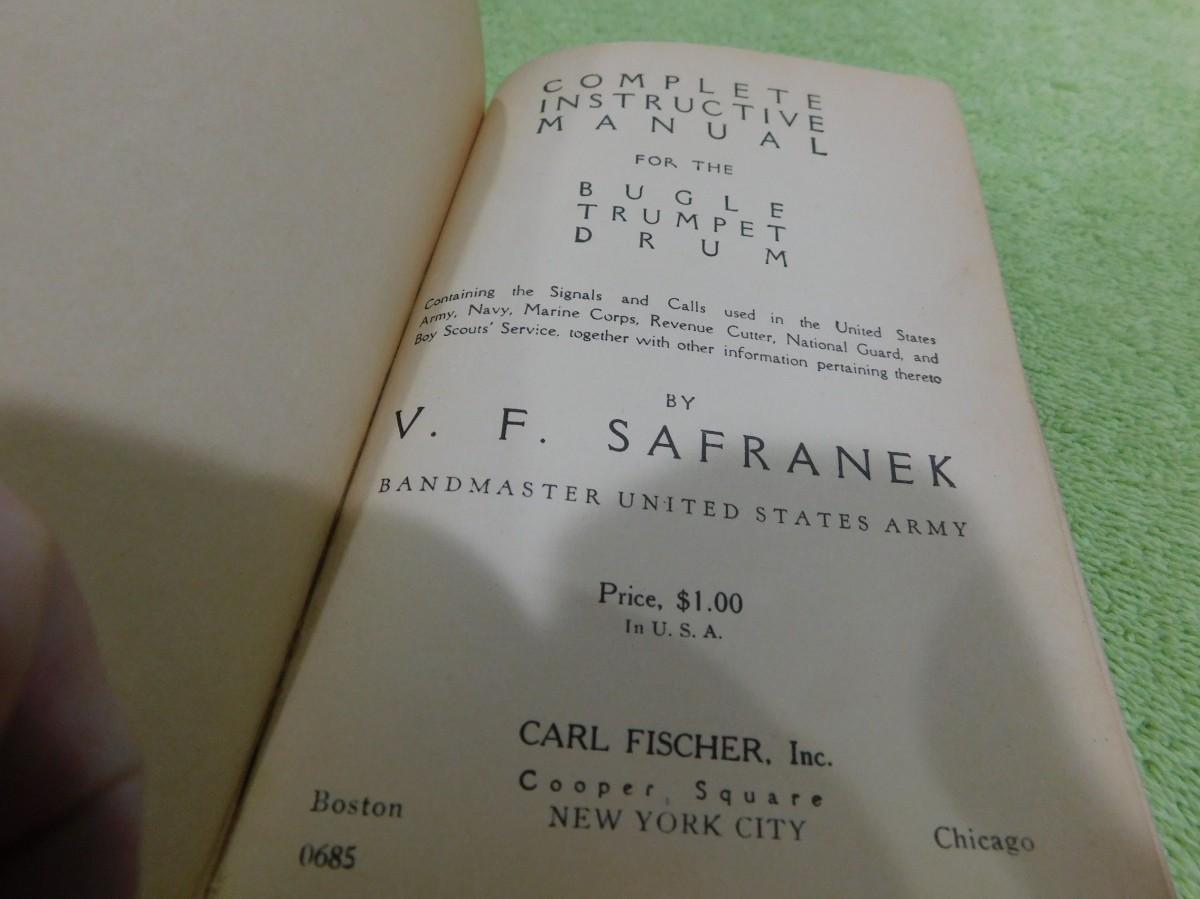 COMPLETE
INSTRUCTIVE
MANUAL
FOR THE
BUGLE
TRUMPET
DRUM
Containing the Signals and Calls used in the United States
Army, Navy, Marine Corps, Revenue Cutter, National Guard, and
Boy Scouts' Service, together with other information pertaining thereto
BY
V. F. SAFRANEK
BANDMASTER UNITED STATES ARMY
Price, $1.00
In U. S. A.
CARL FISCHER, Inc.
Cooper Square
Boston NEW YORK CITY Chicago
0685